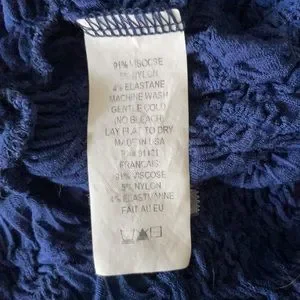 91% VISCOSE
5% NYLON
4% ELASTANE
MACHINE WASH
GENTLE COLD
(NO BLEACH)
LAY FLAT TO DRY
MADE IN USA
FRANCAIS
91% VISCOSE
5% NYLON
4% ELASTHANNE
FAIT AU EU